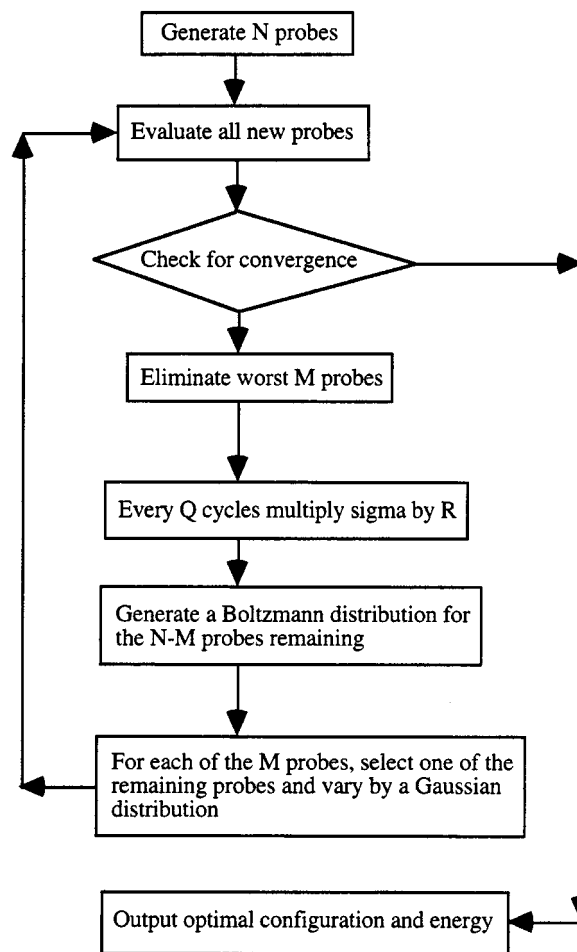 Generate N probes
Evaluate all new probes
Check for convergence
Eliminate worst M probes
Every Q cycles multiply sigma by R
Generate a Boltzmann distribution for
the N-M probes remaining
For each of the M probes, select one of the
remaining probes and vary by a Gaussian
distribution
Output optimal configuration and energy